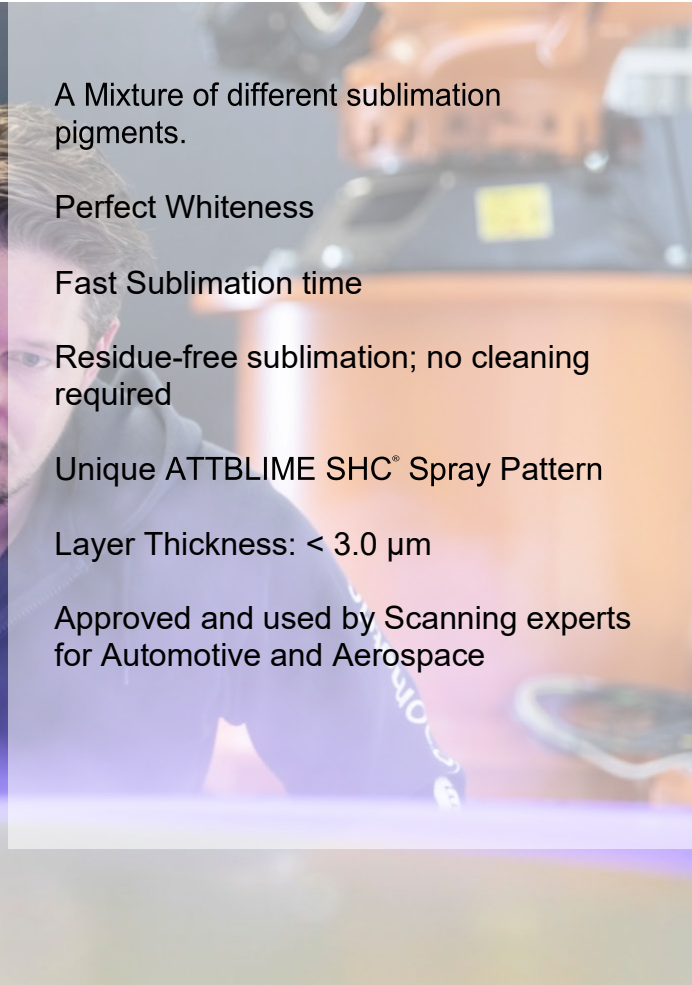 A Mixture of different sublimation
pigments.
Perfect Whiteness
Fast Sublimation time
Residue-free sublimation; no cleaning
required
Unique ATTBLIME SHC® Spray Pattern
Layer Thickness: < 3.0 µm
Approved and used by Scanning experts
for Automotive and Aerospace